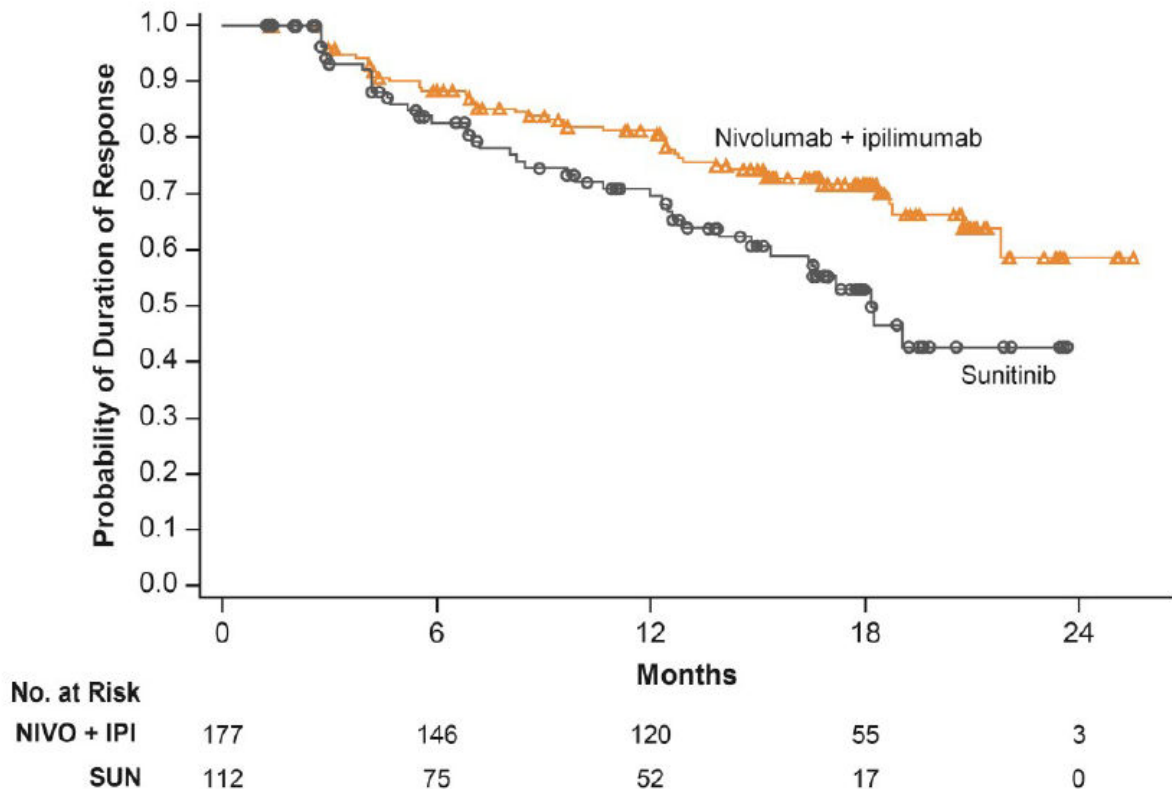 1.0
0.9
0.8
0.7
0.6
0.5
0.4
0.3
0.2
0.1
0.0
Probability of Duration of Response
Nivolumab + ipilimumab
Sunitinib
0 6 12 18 24
Months
No. at Risk
NIVO + IPI 177 146 120 55 3
SUN 112 75 52 17 0